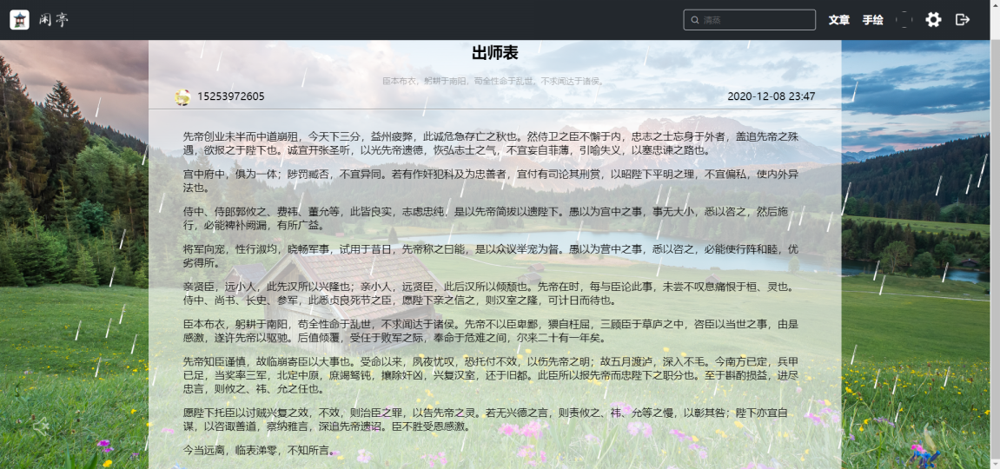 闲亭
清蒸
文章 手绘
出师表
臣本布衣，躬耕于南阳，苟全性命于乱世，不求闻达于诸侯。
15253972605
2020-12-08 23:47
先帝创业未半而中道崩殂，今天下三分，益州疲弊，此诚危急存亡之秋也。然侍卫之臣不懈于内，忠志之士忘身于外者，盖追先帝之殊
遇，欲报之于陛下也。诚宜开张圣听，以光先帝遗德，恢弘志士之气，不宜妄自菲薄，引喻失义，以塞忠谏之路也。
宫中府中，俱为一体；陟罚臧否，不宜异同。若有作奸犯科及为忠善者，宜付有司论其刑赏，以昭陛下平明之理，不宜偏私，使内外异
法也。
侍中、侍郎郭攸之、费祎、董允等，此皆良实，志虑忠纯，是以先帝简拔以遗陛下。愚以为宫中之事，事无大小，悉以咨之，然后施
行，必能裨补阙漏，有所广益。
将军向宠，性行淑均，晓畅军事，试用于昔日，先帝称之曰能，是以众议举宠为督。愚以为营中之事，悉以咨之，必能使行阵和睦，优
劣得所。
亲贤臣，远小人，此先汉所以兴隆也；亲小人，远贤臣，此后汉所以倾颓也。先帝在时，每与臣论此事，未尝不叹息痛恨于桓、灵也。
侍中、尚书、长史、参军，此悉贞良死节之臣，愿陛下亲之信之，则汉室之隆，可计日而待也。
臣本布衣，躬耕于南阳，苟全性命于乱世，不求闻达于诸侯。先帝不以臣卑鄙，猥自枉屈，三顾臣于草庐之中，咨臣以当世之事，由是
感激，遂许先帝以驱驰。后值倾覆，受任于败军之际，奉命于危难之间，尔来二十有一年矣。
先帝知臣谨慎，故临崩寄臣以大事也。受命以来，夙夜忧叹，恐托付不效，以伤先帝之明；故五月渡泸，深入不毛。今南方已定，兵甲
已足，当奖率三军，北定中原，庶竭驽钝，攘除奸凶，兴复汉室，还于旧都。此臣所以报先帝而忠陛下之职分也。至于斟酌损益，进尽
忠言，则攸之、祎、允之任也。
愿陛下托臣以讨贼兴复之效，不效，则治臣之罪，以告先帝之灵。若无兴德之言，则责攸之、祎、允等之慢，以彰其咎；陛下亦宜自
谋，以咨诹善道，察纳雅言，深追先帝遗诏。臣不胜受恩感激。
今当远离，临表涕零，不知所言。